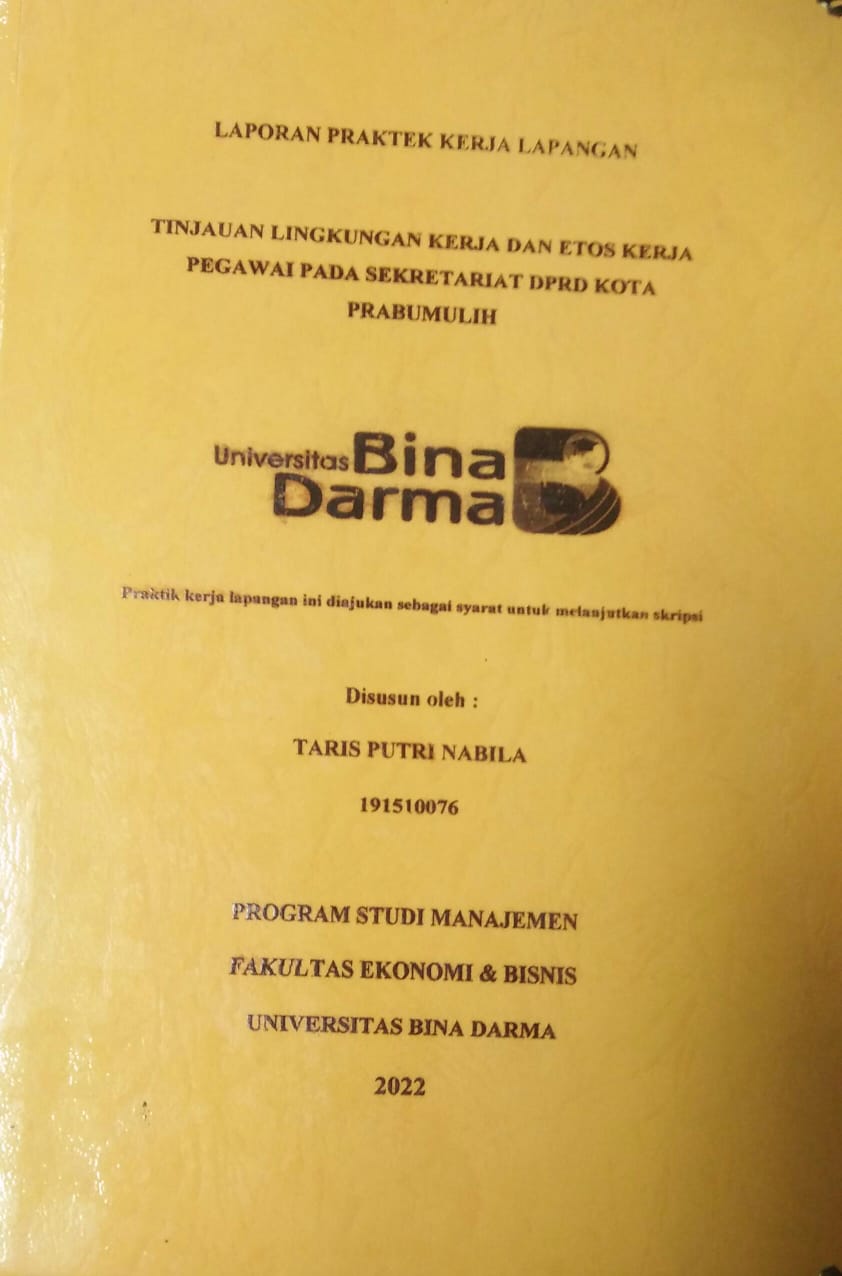 LAPORAN PRAKTEK KERJA LAPANGAN
TINJAUAN LINGKUNGAN KERJA DAN ETOS KERJA
PEGAWAI PADA SEKRETARIAT DPRD KOTA
PRABUMULIH
Universitas Bina
Darma
Praktik kerja lapangan ini diajukan sebagai syarat untuk melanjutkan skripsi
Disusun oleh :
TARIS PUTRI NABILA
191510076
PROGRAM STUDI MANAJEMEN
FAKULTAS EKONOMI & BISNIS
UNIVERSITAS BINA DARMA
2022